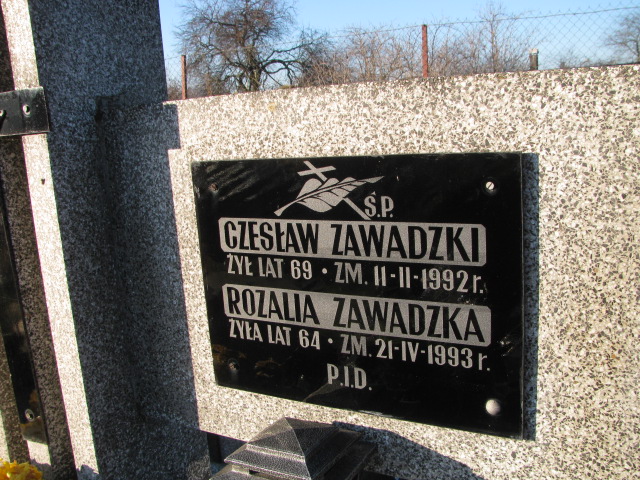 Ś.P.
CZESŁAW ZAWADZKI
ŻYŁ LAT 69 · ZM. 11-II-1992 r.
ROZALIA ZAWADZKA
ŻYŁA LAT 64 · ZM. 21-IV-1993 r.
P.I.D.